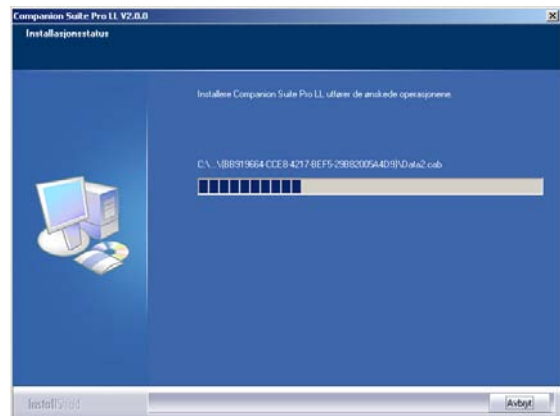 Companion Suite Pro LL V2.0.0
Installasjonsstatus
Installere Companion Suite Pro LL utfører de ønskede operasjonene.
C:\...\{BB919664-CCE8-4217-BEF5-29B82005A4D9}\Data2.cab
InstallShield
Avbryt